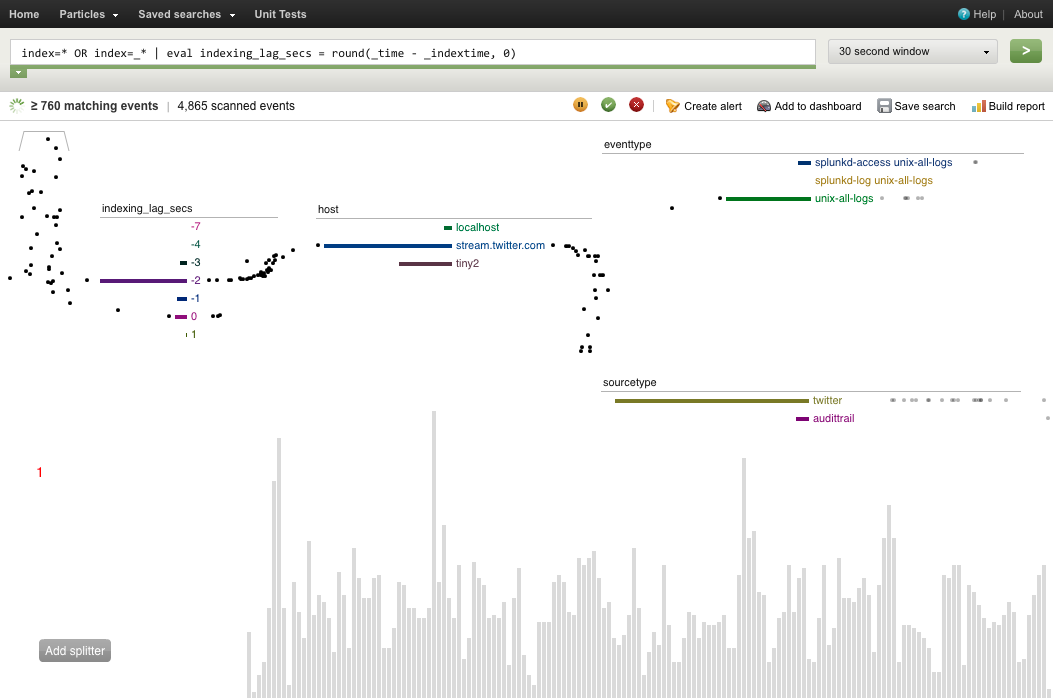 Home Particles Saved searches Unit Tests ? Help | About
index=* OR index=_* | eval indexing_lag_secs = round(_time - _indextime, 0) 30 second window >
≥ 760 matching events | 4,865 scanned events Create alert Add to dashboard Save search Build report
eventtype
splunkd-access unix-all-logs
splunkd-log unix-all-logs
unix-all-logs
indexing_lag_secs
-7
-4
-3
-2
-1
0
1
host
localhost
stream.twitter.com
tiny2
sourcetype
twitter
audittrail
1
Add splitter